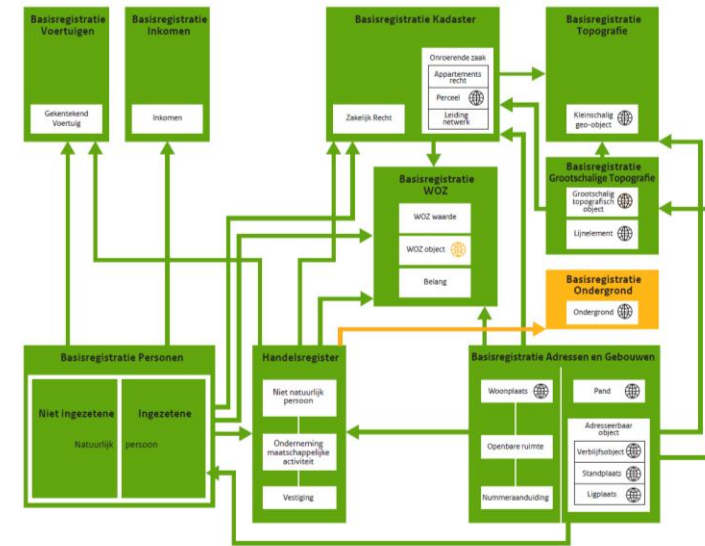 Basisregistratie
Voertuigen
Gekentekend
Voertuig
Basisregistratie
Inkomen
Inkomen
Basisregistratie Kadaster
Zakelijk Recht
Onroerende zaak
Appartements
recht
Perceel
Leiding
netwerk
Basisregistratie
Topografie
Kleinschalig
geo-object
Basisregistratie
Grootschalige Topografie
Grootschalig
topografisch
object
Lijnelement
Basisregistratie
WOZ
WOZ waarde
WOZ object
Belang
Basisregistratie
Ondergrond
Ondergrond
Basisregistratie Personen
Niet ingezetene
Ingezetene
Natuurlijk
persoon
Handelsregister
Niet natuurlijk
persoon
Onderneming
maatschappelijke
activiteit
Vestiging
Basisregistratie Adressen en Gebouwen
Woonplaats
Openbare ruimte
Nummeraanduiding
Pand
Adresseerbaar
object
Verblijfsobject
Standplaats
Ligplaats